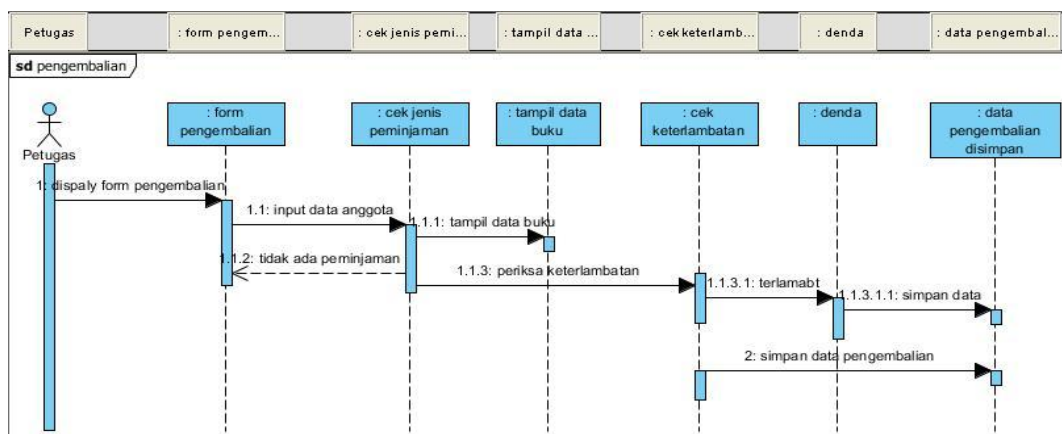 Petugas
: form pengem...
: cek jenis pemi...
: tampil data ...
: cek keterlamb...
: denda
: data pengembal...
sd pengembalian
Petugas
: form
pengembalian
: cek jenis
peminjaman
: tampil data
buku
: cek
keterlambatan
: denda
: data
pengembalian
disimpan
1: dispaly form pengembalian
1.1: input data anggota
1.1.1: tampil data buku
1.1.2: tidak ada peminjaman
1.1.3: periksa keterlambatan
1.1.3.1: terlamabt
1.1.3.1.1: simpan data
2: simpan data pengembalian